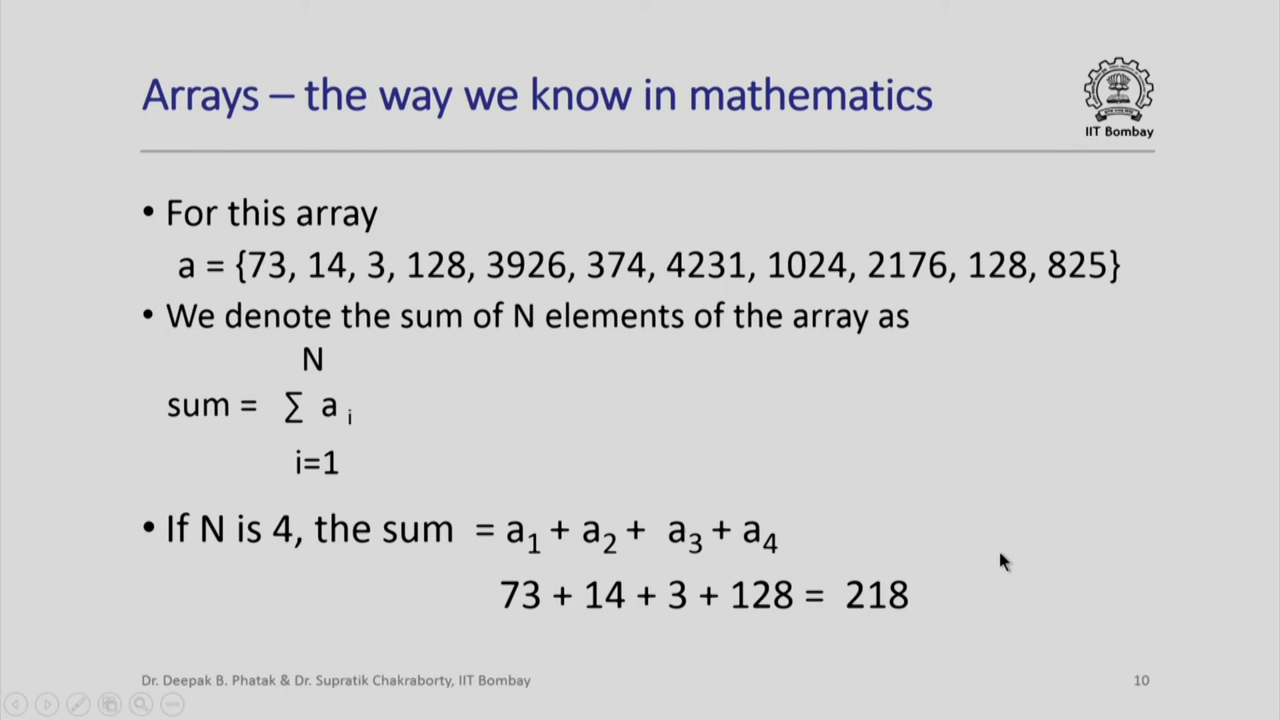 Arrays – the way we know in mathematics
IIT Bombay
• For this array
a = {73, 14, 3, 128, 3926, 374, 4231, 1024, 2176, 128, 825}
• We denote the sum of N elements of the array as
N
sum = ∑ a i
i=1
• If N is 4, the sum = a₁ + a₂ + a₃ + a₄
73 + 14 + 3 + 128 = 218
Dr. Deepak B. Phatak & Dr. Supratik Chakraborty, IIT Bombay
10